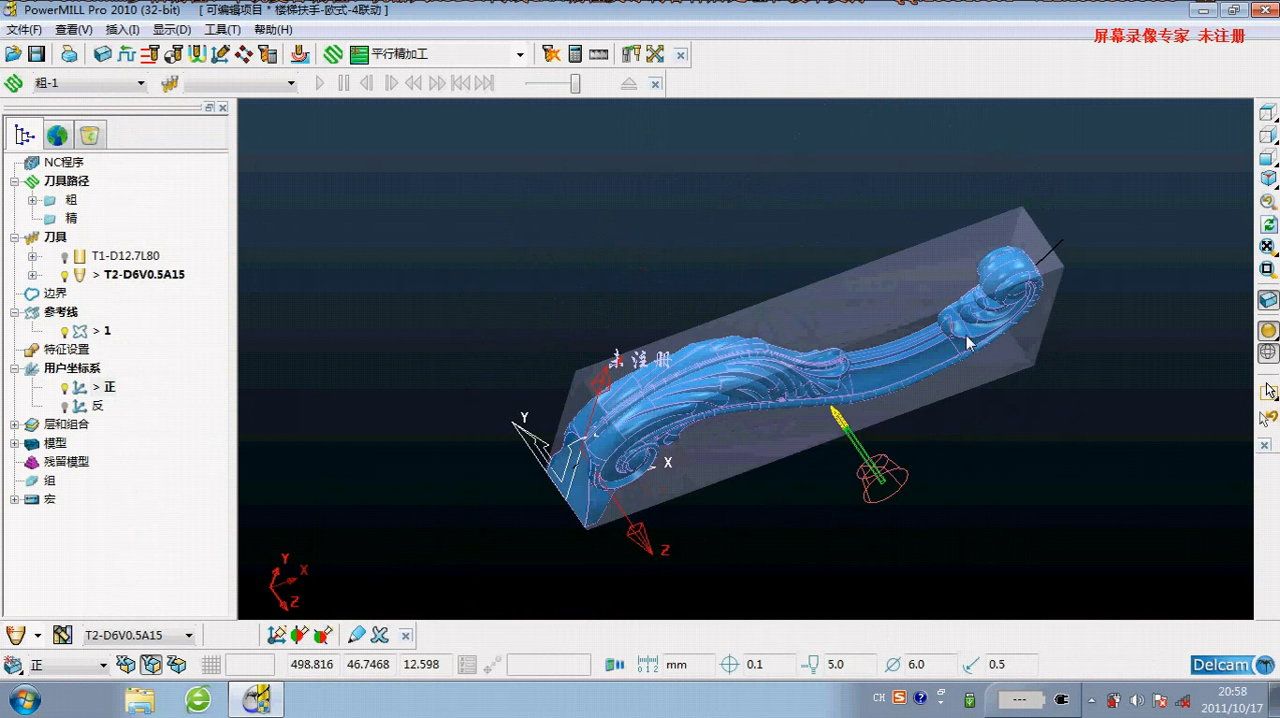 PowerMILL Pro 2010 (32-bit) [ 可编辑项目 * 楼梯扶手-欧式-4联动 ]
文件(F) 查看(V) 插入(I) 显示(D) 工具(T) 帮助(H)
屏幕录像专家 未注册
平行精加工
粗-1
NC程序
刀具路径
粗
精
刀具
T1-D12.7L80
> T2-D6V0.5A15
边界
参考线
> 1
特征设置
用户坐标系
> 正
反
层和组合
模型
残留模型
组
宏
未注册
Y
X
Z
Y
X
Z
T2-D6V0.5A15
正
498.816 46.7468 12.598 mm 0.1 5.0 6.0 0.5
Delcam
CH
20:58
2011/10/17